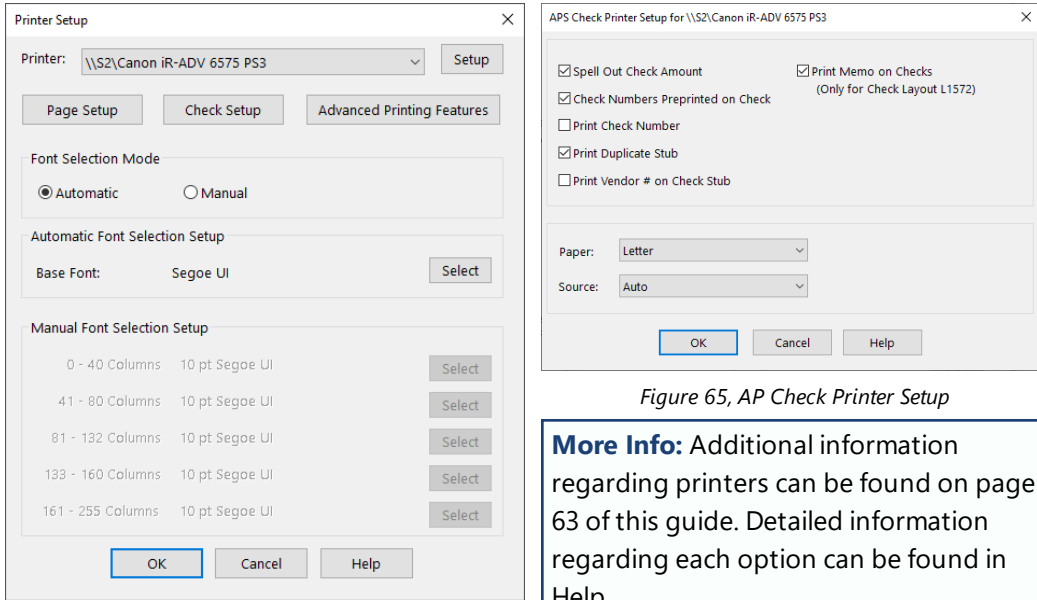 Printer Setup
Printer: \\S2\Canon iR-ADV 6575 PS3 Setup
Page Setup Check Setup Advanced Printing Features
Font Selection Mode
Automatic Manual
Automatic Font Selection Setup
Base Font: Segoe UI Select
Manual Font Selection Setup
0 - 40 Columns 10 pt Segoe UI Select
41 - 80 Columns 10 pt Segoe UI Select
81 - 132 Columns 10 pt Segoe UI Select
133 - 160 Columns 10 pt Segoe UI Select
161 - 255 Columns 10 pt Segoe UI Select
OK Cancel Help
APS Check Printer Setup for \\S2\Canon iR-ADV 6575 PS3
Spell Out Check Amount
Check Numbers Preprinted on Check
Print Check Number
Print Duplicate Stub
Print Vendor # on Check Stub
Print Memo on Checks
(Only for Check Layout L1572)
Paper: Letter
Source: Auto
OK Cancel Help
Figure 65, AP Check Printer Setup
More Info: Additional information
regarding printers can be found on page
63 of this guide. Detailed information
regarding each option can be found in
Help